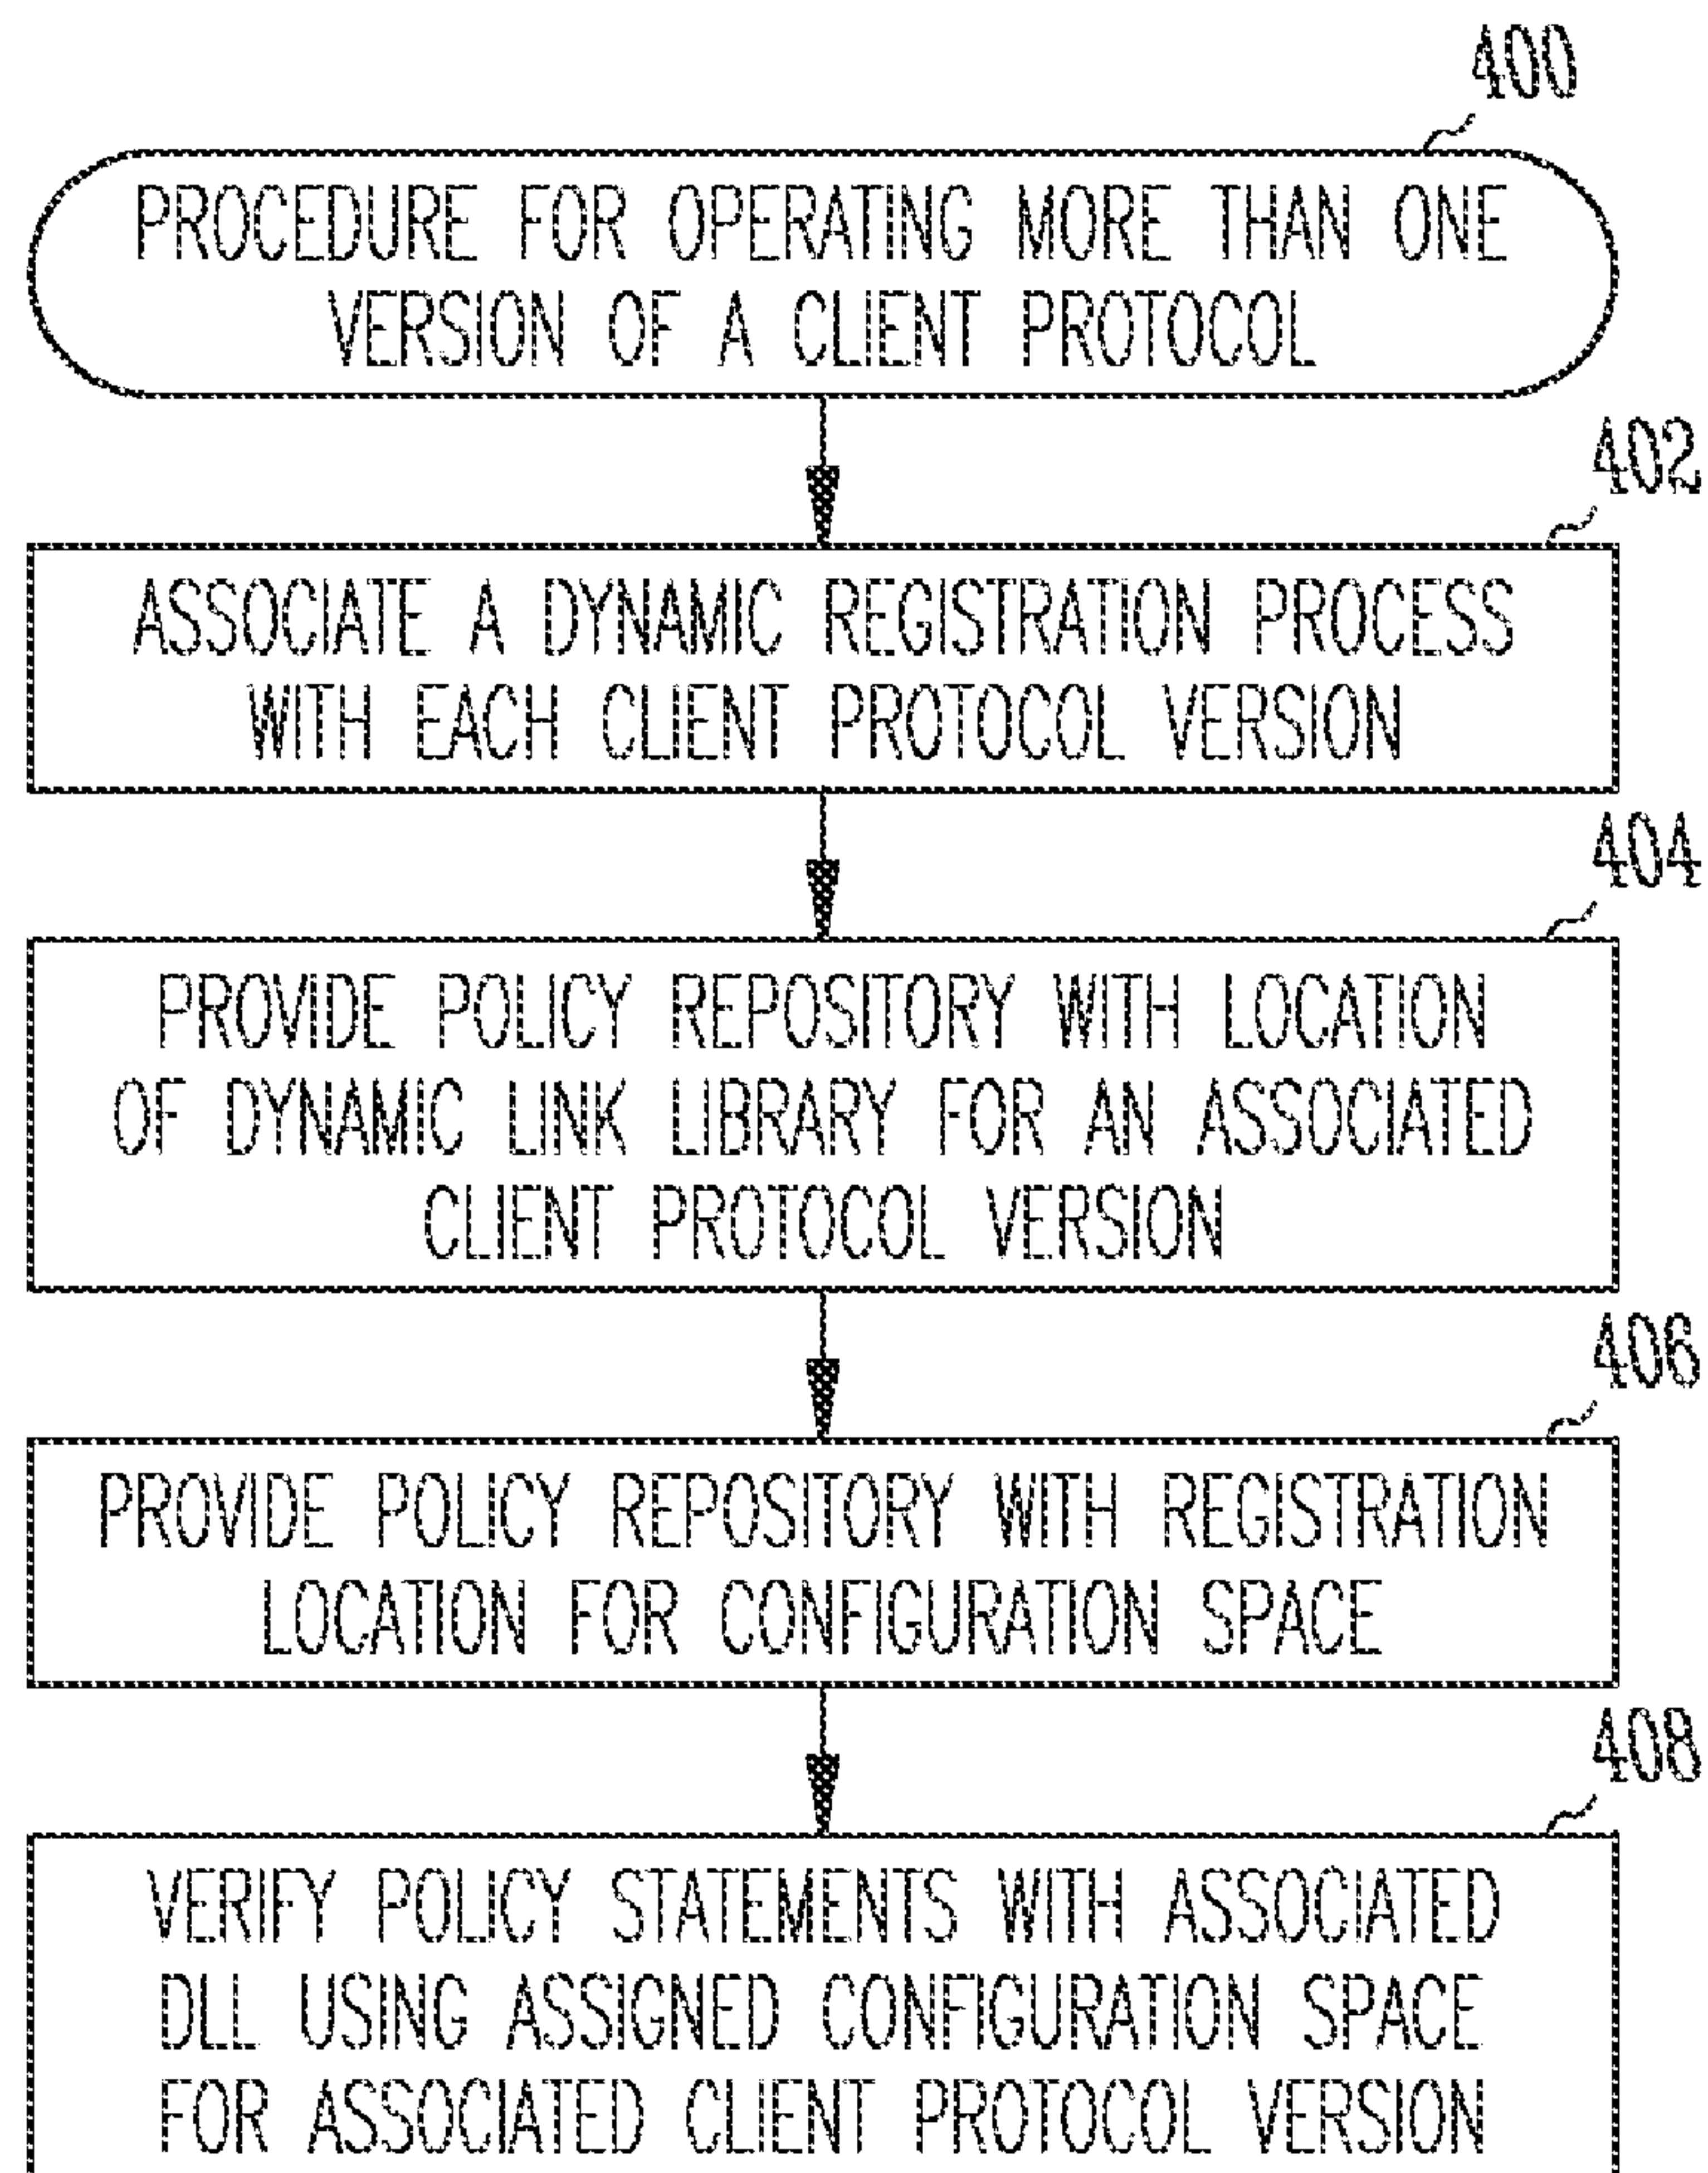 400
PROCEDURE FOR OPERATING MORE THAN ONE
VERSION OF A CLIENT PROTOCOL
402
ASSOCIATE A DYNAMIC REGISTRATION PROCESS
WITH EACH CLIENT PROTOCOL VERSION
404
PROVIDE POLICY REPOSITORY WITH LOCATION
OF DYNAMIC LINK LIBRARY FOR AN ASSOCIATED
CLIENT PROTOCOL VERSION
406
PROVIDE POLICY REPOSITORY WITH REGISTRATION
LOCATION FOR CONFIGURATION SPACE
408
VERIFY POLICY STATEMENTS WITH ASSOCIATED
DLL USING ASSIGNED CONFIGURATION SPACE
FOR ASSOCIATED CLIENT PROTOCOL VERSION